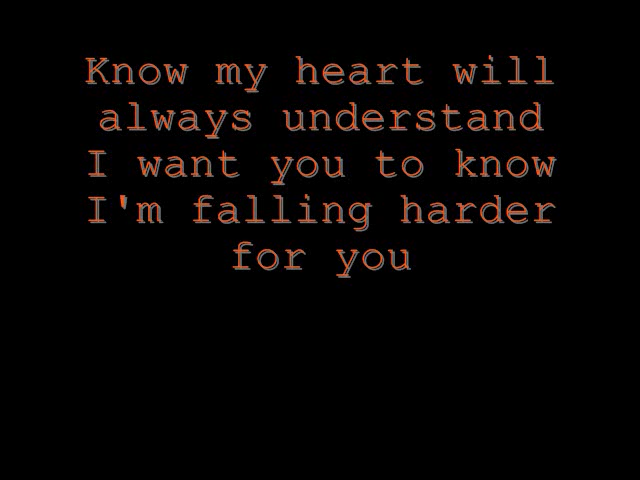 Know my heart will
always understand
I want you to know
I'm falling harder
for you